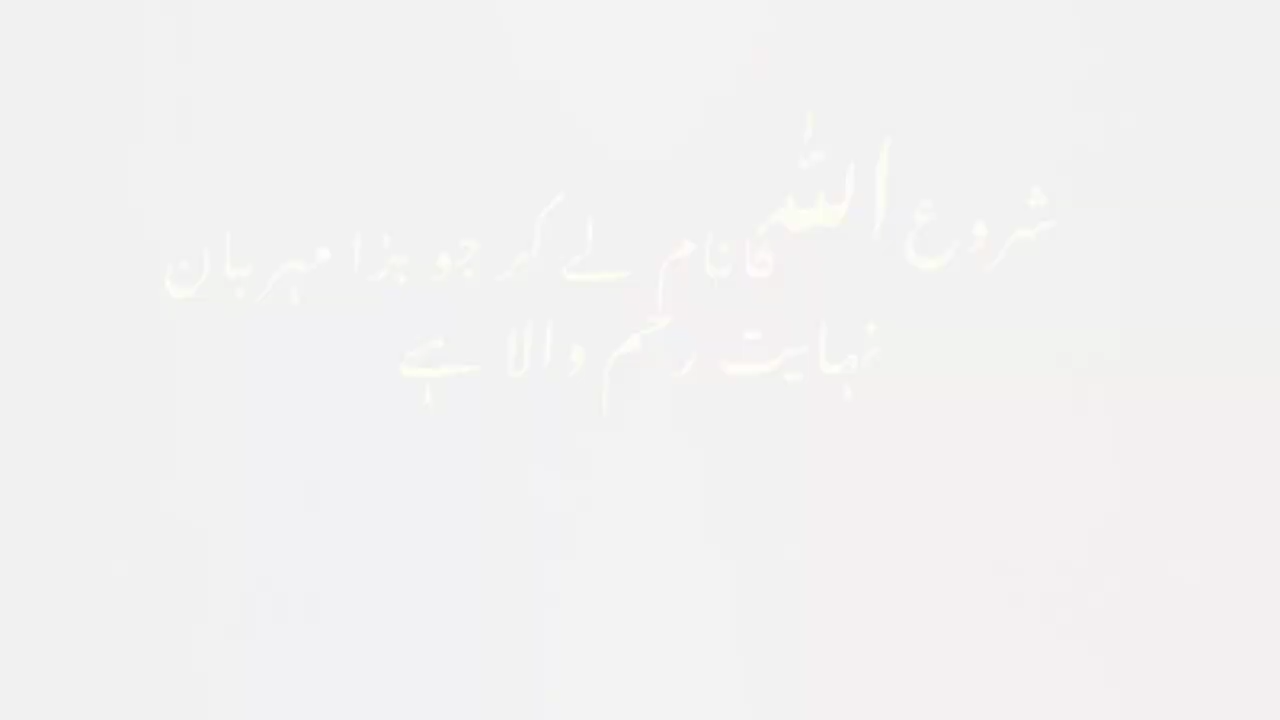 شروع اللہ کا نام لے کر جو بڑا مہربان
نہایت رحم والا ہے